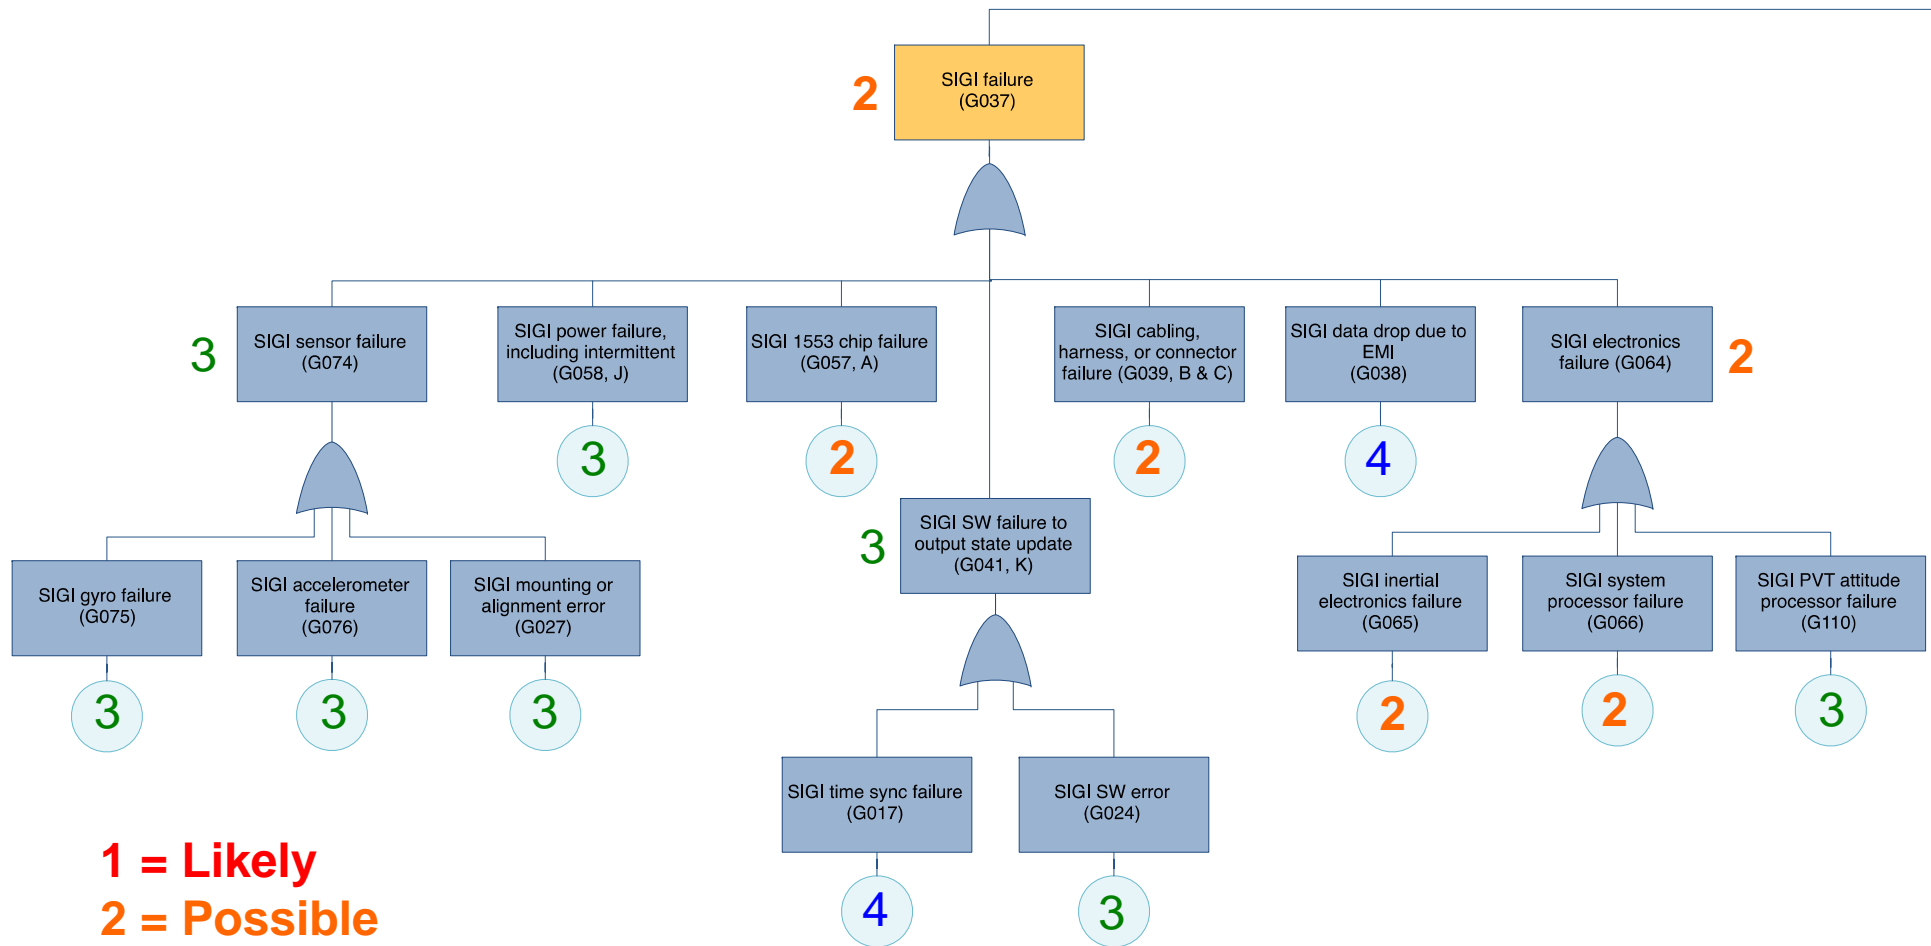 2
SIGI failure
(G037)
3
SIGI sensor failure
(G074)
SIGI power failure,
including intermittent
(G058, J)
SIGI 1553 chip failure
(G057, A)
SIGI cabling,
harness, or connector
failure (G039, B & C)
SIGI data drop due to
EMI
(G038)
SIGI electronics
failure (G064)
2
3
2
2
4
3
SIGI SW failure to
output state update
(G041, K)
SIGI gyro failure
(G075)
SIGI accelerometer
failure
(G076)
SIGI mounting or
alignment error
(G027)
SIGI inertial
electronics failure
(G065)
SIGI system
processor failure
(G066)
SIGI PVT attitude
processor failure
(G110)
3
3
3
2
2
3
SIGI time sync failure
(G017)
SIGI SW error
(G024)
4
3
1 = Likely
2 = Possible